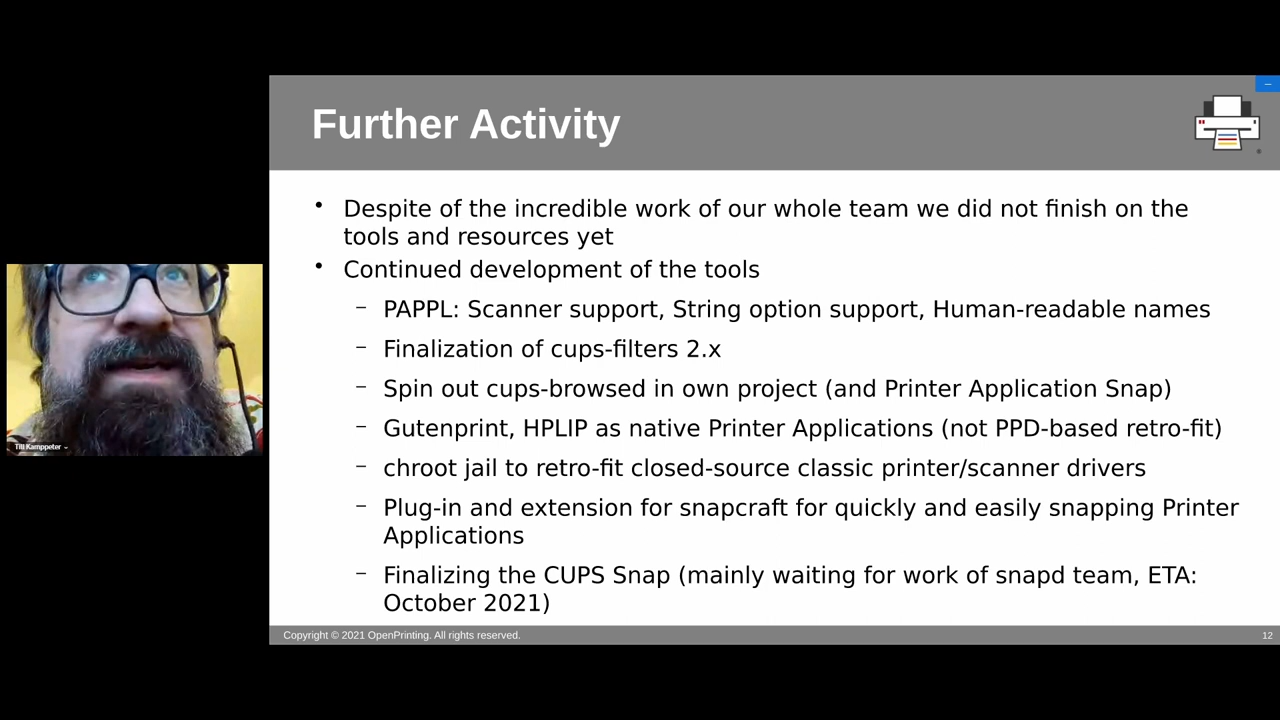 Further Activity
• Despite of the incredible work of our whole team we did not finish on the
tools and resources yet
• Continued development of the tools
– PAPPL: Scanner support, String option support, Human-readable names
– Finalization of cups-filters 2.x
– Spin out cups-browsed in own project (and Printer Application Snap)
– Gutenprint, HPLIP as native Printer Applications (not PPD-based retro-fit)
– chroot jail to retro-fit closed-source classic printer/scanner drivers
– Plug-in and extension for snapcraft for quickly and easily snapping Printer
Applications
– Finalizing the CUPS Snap (mainly waiting for work of snapd team, ETA:
October 2021)
Till Kamppeter
Copyright © 2021 OpenPrinting. All rights reserved.
12